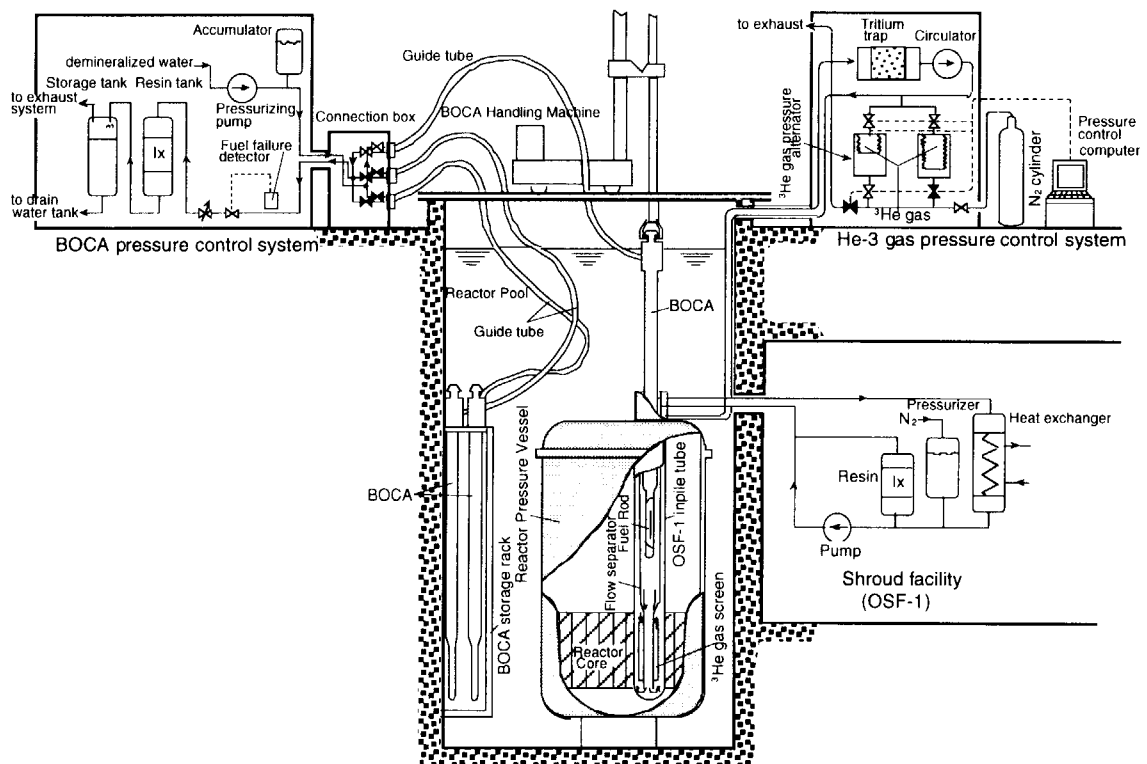 Accumulator
demineralized water
Storage tank
Resin tank
to exhaust
system
Pressurizing
pump
Fuel failure
detector
3
Ix
to drain
water tank
BOCA pressure control system
Connection box
Guide tube
BOCA Handling Machine
to exhaust
Tritium
trap
Circulator
³He gas pressure
alternator
³He gas
N₂ cylinder
Pressure
control
computer
He-3 gas pressure control system
Reactor Pool
Guide tube
BOCA
BOCA
BOCA storage rack
Reactor Pressure Vessel
Flow separator
Fuel Rod
OSF-1 inpile tube
³He gas screen
Reactor
Core
Pressurizer
N₂
Heat exchanger
Resin
Ix
Pump
Shroud facility
(OSF-1)